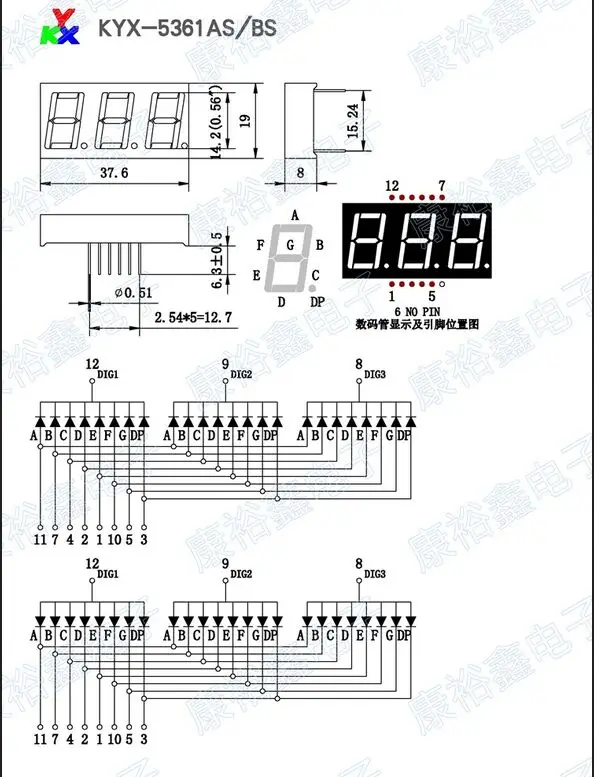 KYX
KYX-5361AS/BS
14.2(0.56")
19
37.6
8
15.24
6.3±0.5
ø0.51
2.54*5=12.7
A
F G B
E C
D DP
12 7
1 5
6 NO PIN
数码管显示及引脚位置图
12 9 8
DIG1 DIG2 DIG3
A B C D E F G DP A B C D E F G DP A B C D E F G DP
11 7 4 2 1 10 5 3
12 9 8
DIG1 DIG2 DIG3
A B C D E F G DP A B C D E F G DP A B C D E F G DP
11 7 4 2 1 10 5 3
康裕鑫电子